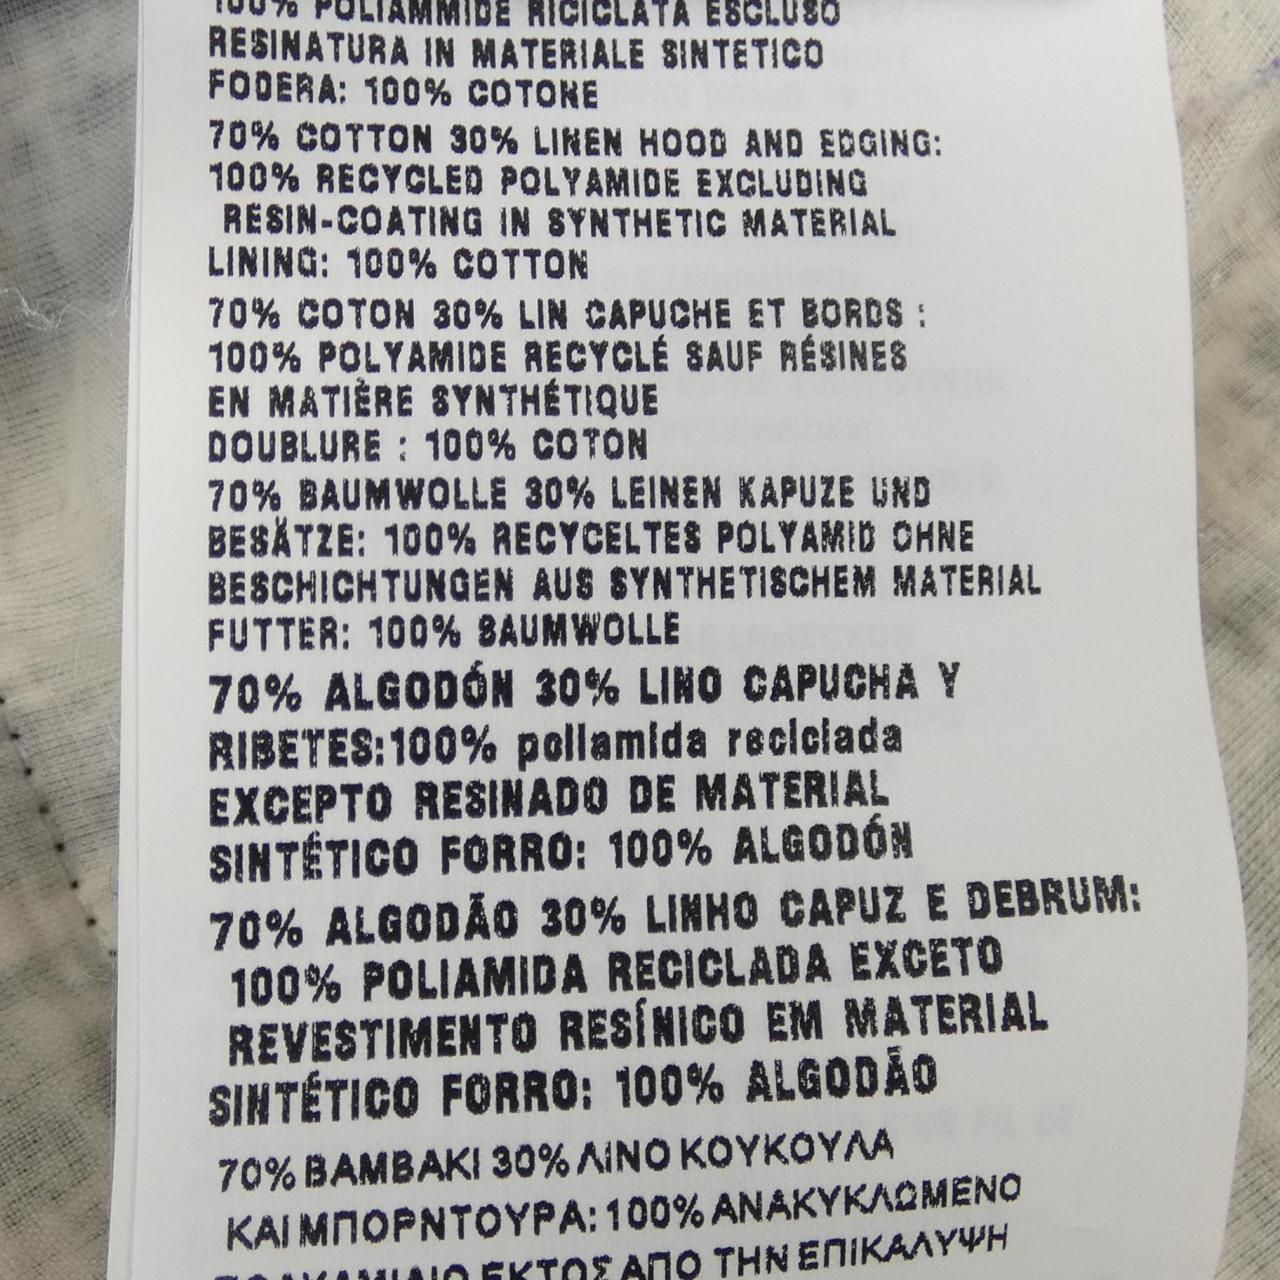 100% POLIAMMIDE RICICLATA ESCLUSO
RESINATURA IN MATERIALE SINTETICO
FODERA: 100% COTONE
70% COTTON 30% LINEN HOOD AND EDGING:
100% RECYCLED POLYAMIDE EXCLUDING
RESIN-COATING IN SYNTHETIC MATERIAL
LINING: 100% COTTON
70% COTON 30% LIN CAPUCHE ET BORDS :
100% POLYAMIDE RECYCLÉ SAUF RÉSINES
EN MATIÈRE SYNTHÉTIQUE
DOUBLURE : 100% COTON
70% BAUMWOLLE 30% LEINEN KAPUZE UND
BESÄTZE: 100% RECYCELTES POLYAMID OHNE
BESCHICHTUNGEN AUS SYNTHETISCHEM MATERIAL
FUTTER: 100% BAUMWOLLE
70% ALGODÓN 30% LINO CAPUCHA Y
RIBETES:100% poliamida reciclada
EXCEPTO RESINADO DE MATERIAL
SINTÉTICO FORRO: 100% ALGODÓN
70% ALGODÃO 30% LINHO CAPUZ E DEBRUM:
100% POLIAMIDA RECICLADA EXCETO
REVESTIMENTO RESÍNICO EM MATERIAL
SINTÉTICO FORRO: 100% ALGODÃO
70% ΒΑΜΒΑΚΙ 30% ΛΙΝΟ ΚΟΥΚΟΥΛΑ
ΚΑΙ ΜΠΟΡΝΤΟΥΡΑ: 100% ΑΝΑΚΥΚΛΩΜΕΝΟ
ΕΚΤΟΣ ΑΠΟ ΤΗΝ ΕΠΙΚΑΛΥΨΗ